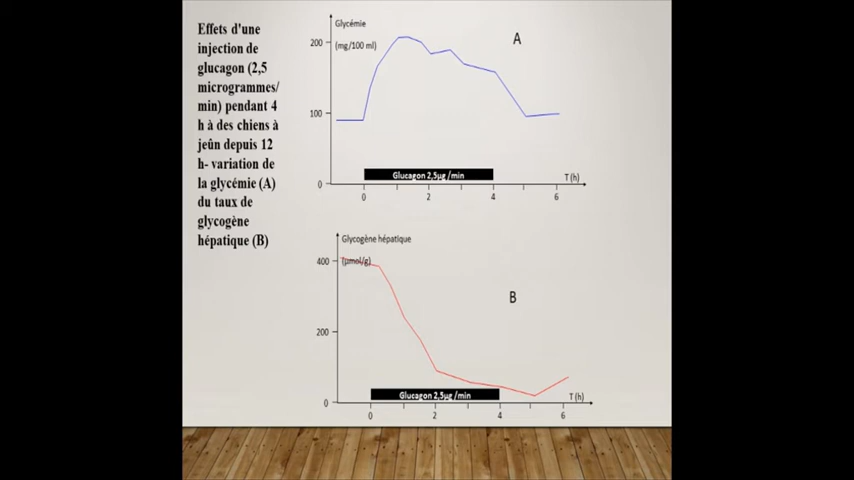 Effets d'une
injection de
glucagon (2,5
microgrammes/
min) pendant 4
h à des chiens à
jeûn depuis 12
h- variation de
la glycémie (A)
du taux de
glycogène
hépatique (B)
Glycémie
(mg/100 ml)
A
200
100
0
Glucagon 2,5µg /min
T (h)
0 2 4 6
Glycogène hépatique
(µmol/g)
B
400
200
0
Glucagon 2,5µg /min
T (h)
0 2 4 6